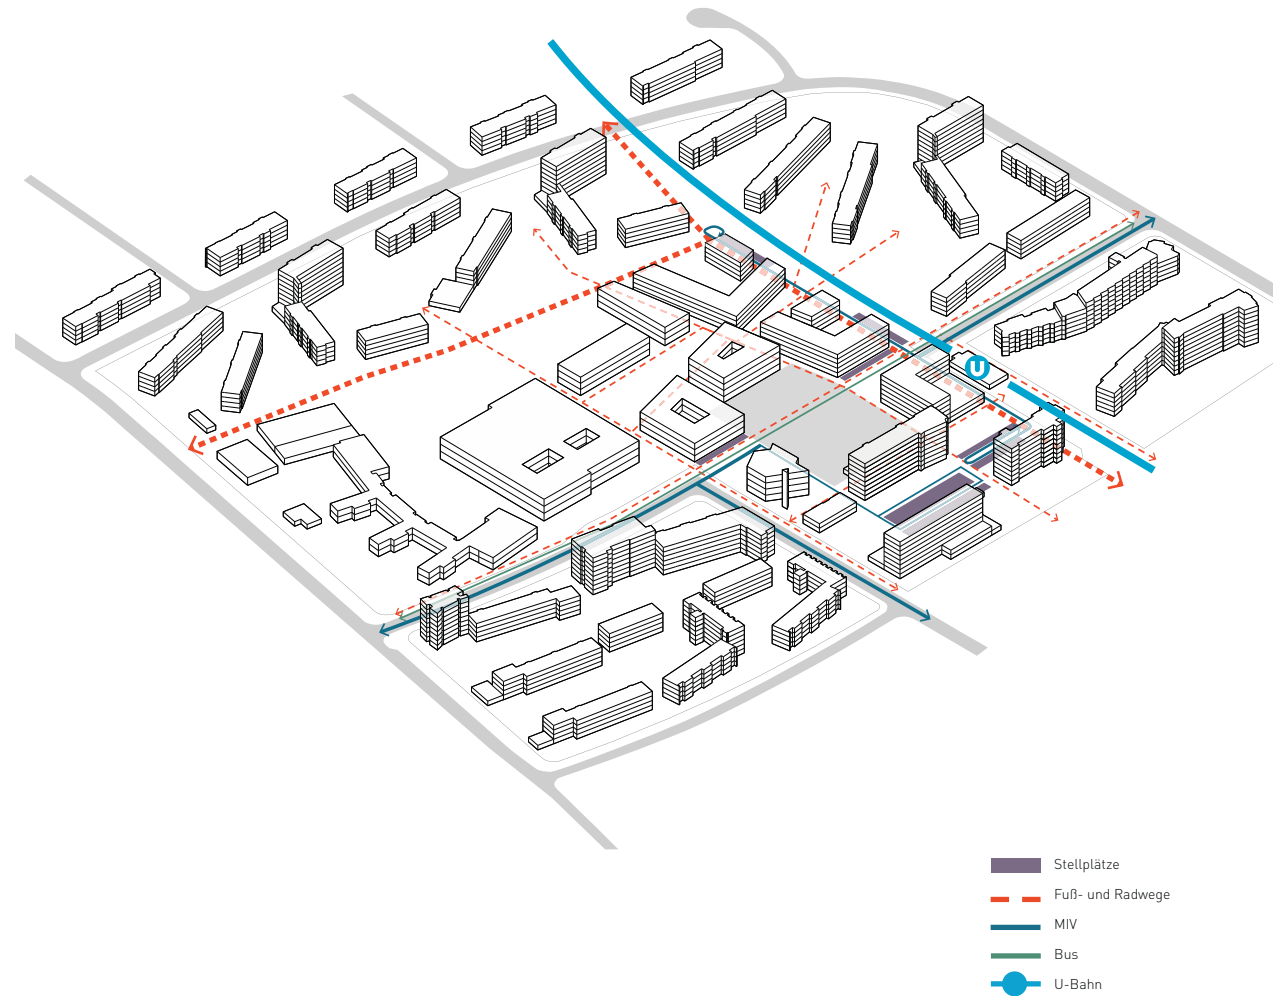 U
Stellplätze
Fuß- und Radwege
MIV
Bus
U-Bahn